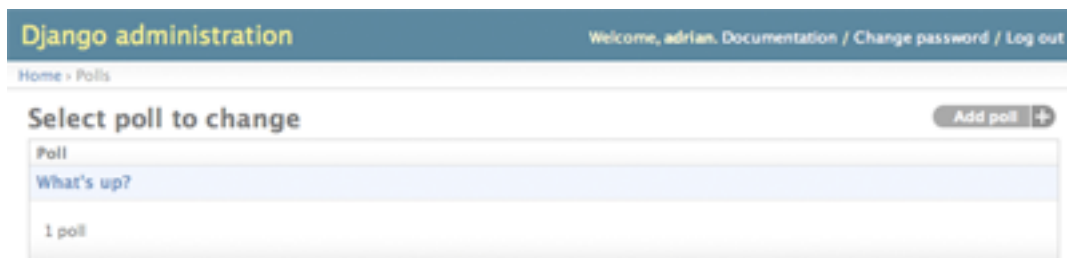 Django administration
Welcome, adrian. Documentation / Change password / Log out
Home › Polls
Select poll to change
Add poll +
Poll
What's up?
1 poll